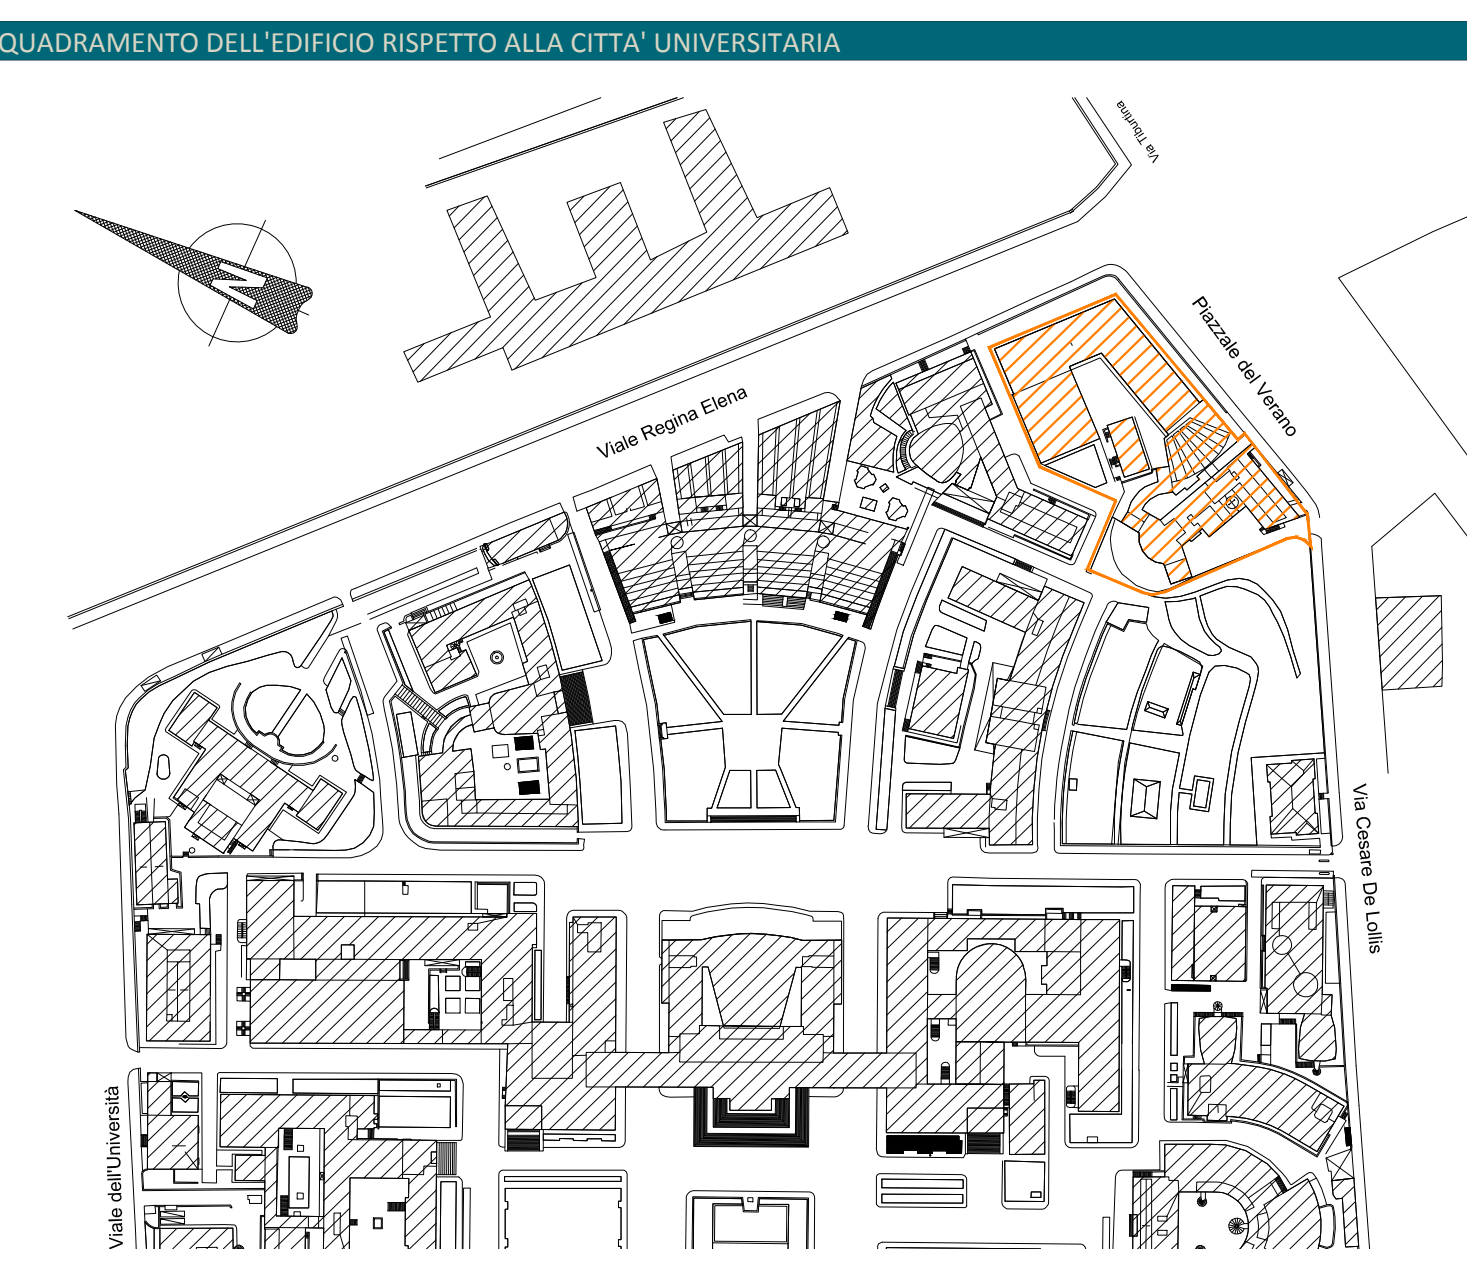 QUADRAMENTO DELL'EDIFICIO RISPETTO ALLA CITTA' UNIVERSITARIA
Via Tiburtina
N
Piazzale del Verano
Viale Regina Elena
Via Cesare De Lollis
Viale dell'Università